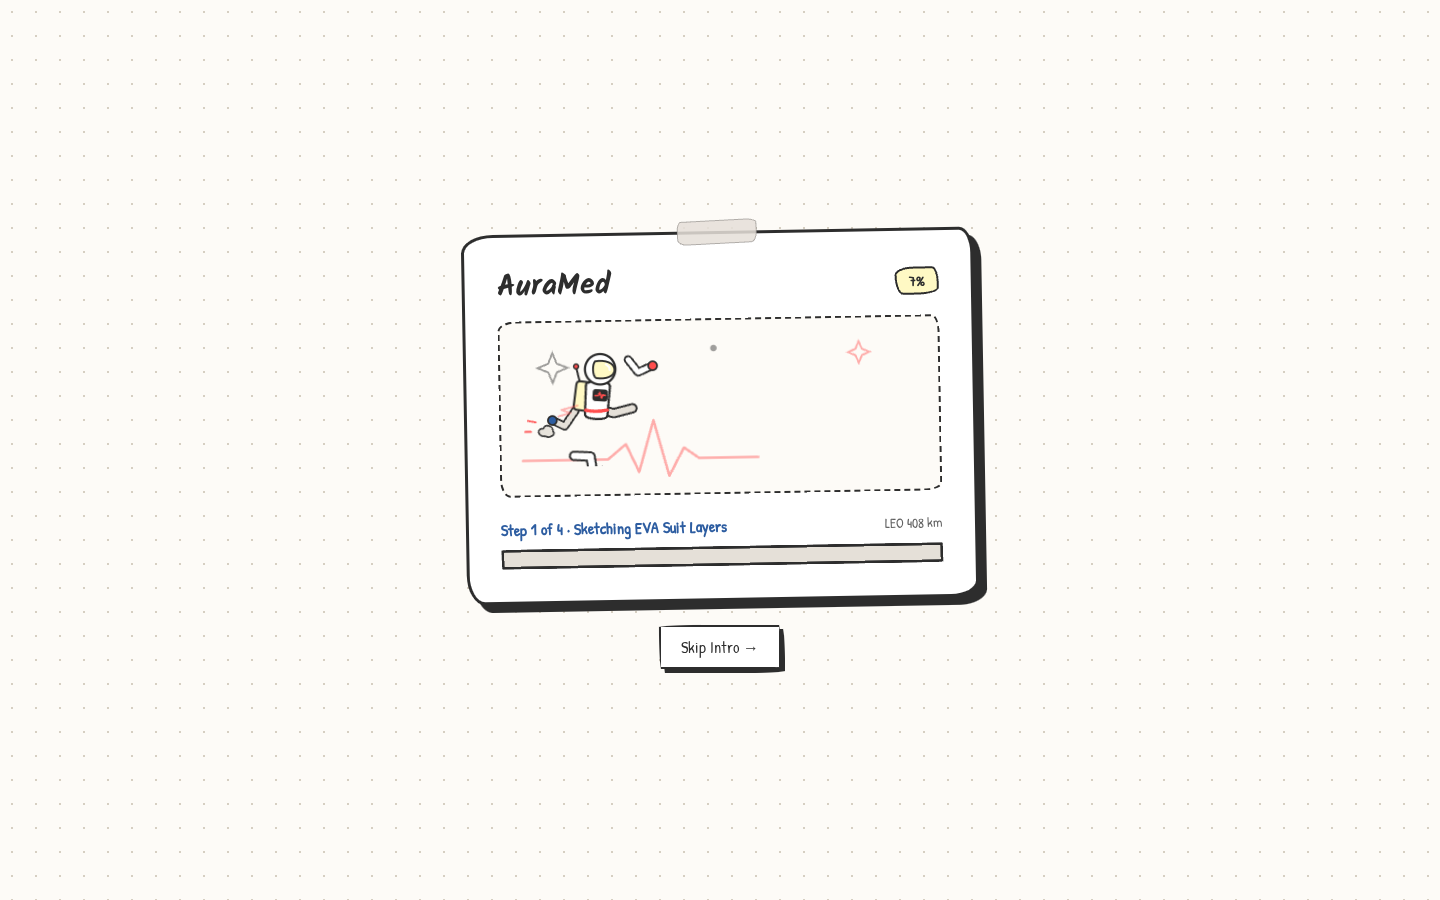 AuraMed
7%
Step 1 of 4 · Sketching EVA Suit Layers
LEO 408 km
Skip Intro →